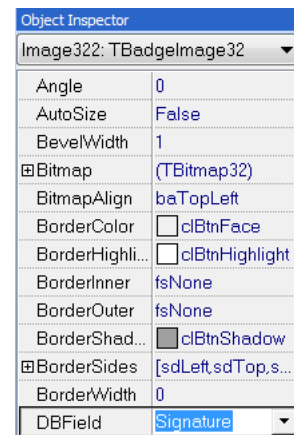 Object Inspector
Image322: TBadgeImage32
Angle 0
AutoSize False
BevelWidth 1
Bitmap (TBitmap32)
BitmapAlign baTopLeft
BorderColor clBtnFace
BorderHighli... clBtnHighlight
BorderInner fsNone
BorderOuter fsNone
BorderShad... clBtnShadow
BorderSides [sdLeft,sdTop,s...
BorderWidth 0
DBField Signature